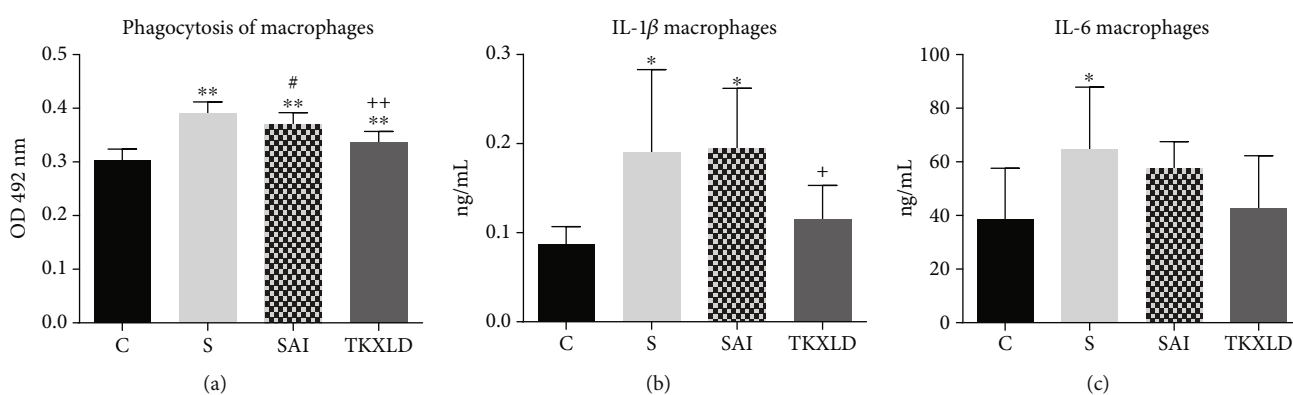 Phagocytosis of macrophages
0.5
0.4
0.3
0.2
0.1
0.0
OD 492 nm
**
#
**
++
**
C S SAI TKXLD
(a)
IL-1β macrophages
0.3
0.2
0.1
0.0
ng/mL
*
*
+
C S SAI TKXLD
(b)
IL-6 macrophages
100
80
60
40
20
0
ng/mL
*
C S SAI TKXLD
(c)